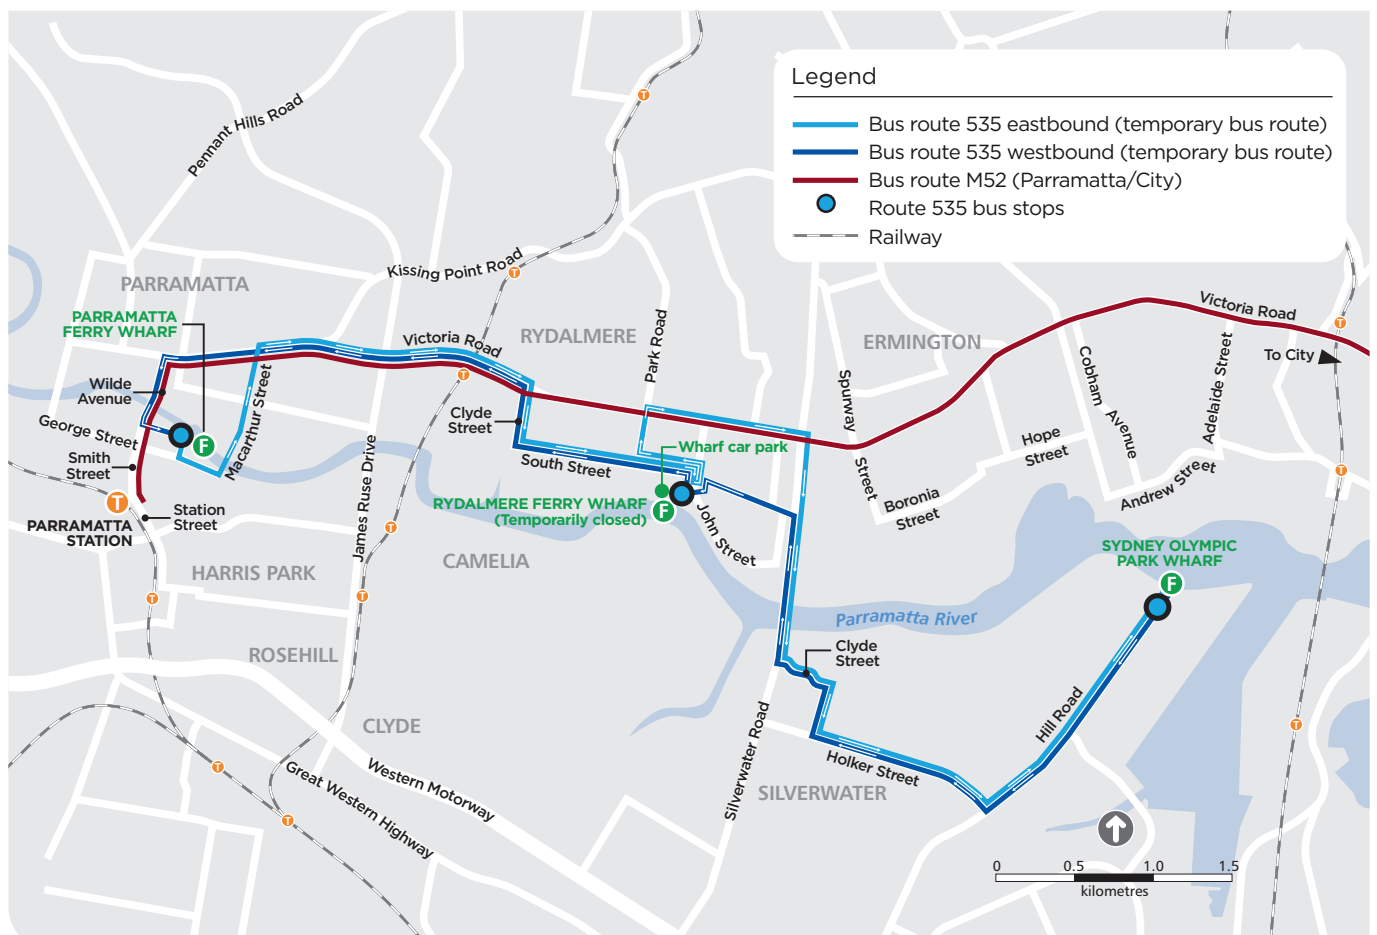 Legend
Bus route 535 eastbound (temporary bus route)
Bus route 535 westbound (temporary bus route)
Bus route M52 (Parramatta/City)
Route 535 bus stops
Railway
Pennant Hills Road
Kissing Point Road
PARRAMATTA
PARRAMATTA
FERRY WHARF
Victoria Road
RYDALMERE
Park Road
ERMINGTON
Victoria Road
To City
Wilde
Avenue
George Street
Smith
Street
Macarthur Street
Clyde
Street
South Street
Wharf car park
Spurway
Street
Cobham
Avenue
Adelaide Street
Hope
Street
Boronia
Street
Andrew Street
F
T
PARRAMATTA
STATION
Station
Street
James Ruse Drive
RYDALMERE FERRY WHARF
(Temporarily closed)
F
John Street
CAMELIA
HARRIS PARK
SYDNEY OLYMPIC
PARK WHARF
F
Parramatta River
ROSEHILL
Clyde
Street
CLYDE
Silverwater Road
Hill Road
Holker Street
SILVERWATER
Great Western Highway
Western Motorway
0 0.5 1.0 1.5
kilometres
T
T
T
T
T
T
T
T
T
T
T
T